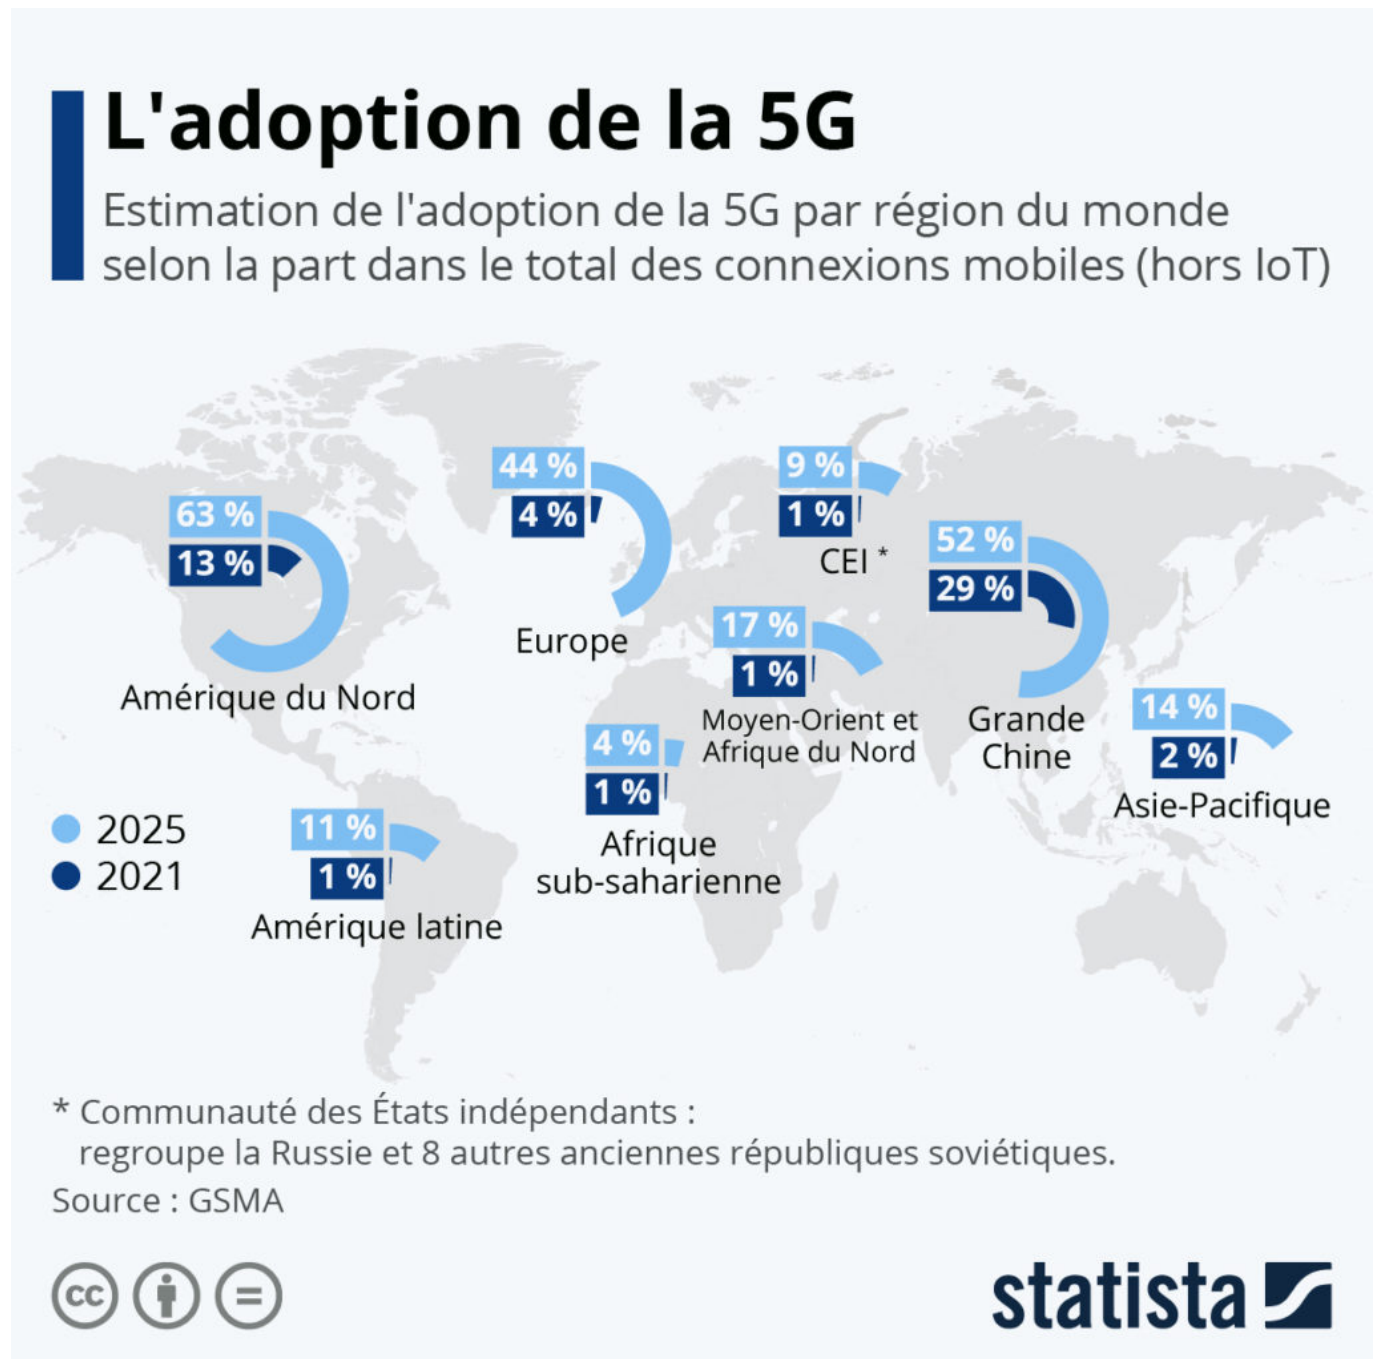 L'adoption de la 5G
Estimation de l'adoption de la 5G par région du monde
selon la part dans le total des connexions mobiles (hors IoT)
63 %
13 %
Amérique du Nord
44 %
4 %
Europe
9 %
1 %
CEI *
52 %
29 %
Grande
Chine
17 %
1 %
Moyen-Orient et
Afrique du Nord
14 %
2 %
Asie-Pacifique
4 %
1 %
Afrique
sub-saharienne
11 %
1 %
Amérique latine
2025
2021
* Communauté des États indépendants :
regroupe la Russie et 8 autres anciennes républiques soviétiques.
Source : GSMA
cc
statista